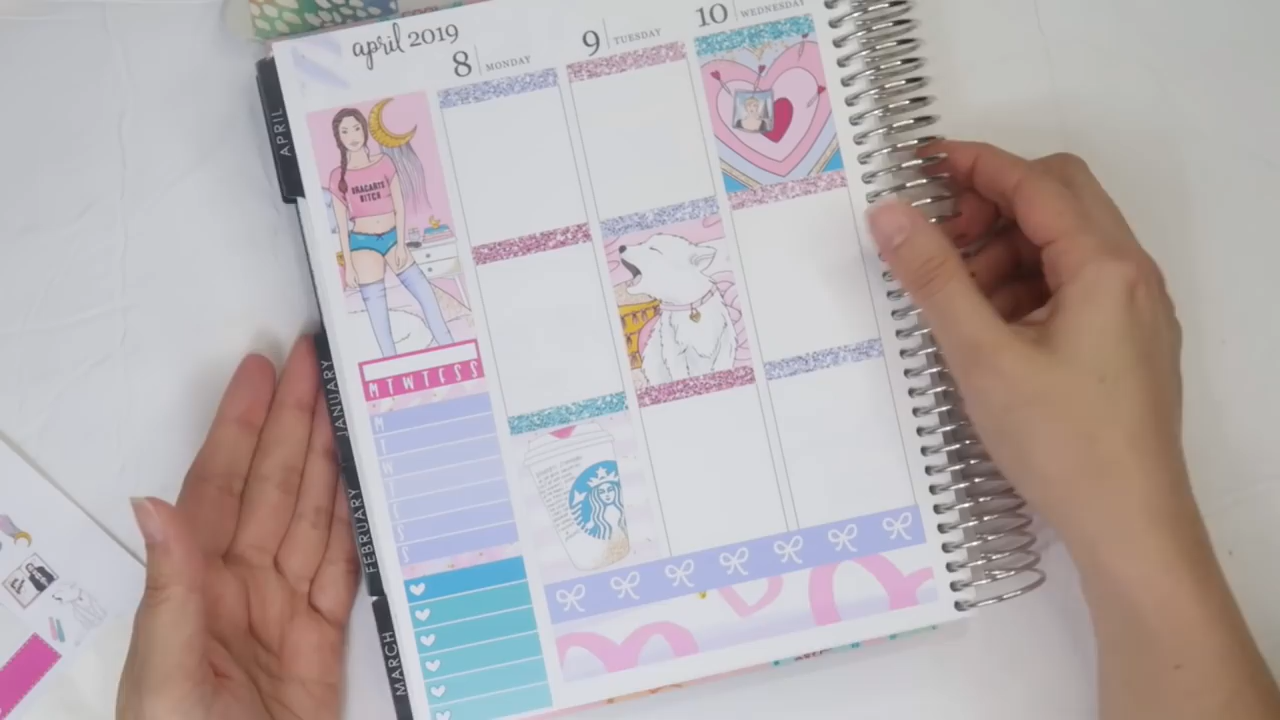 april 2019
8 MONDAY
9 TUESDAY
10 WEDNESDAY
APRIL
DRACARYS
BITCH
M T W T F S S
M
T
W
T
F
S
S
JANUARY
FEBRUARY
MARCH